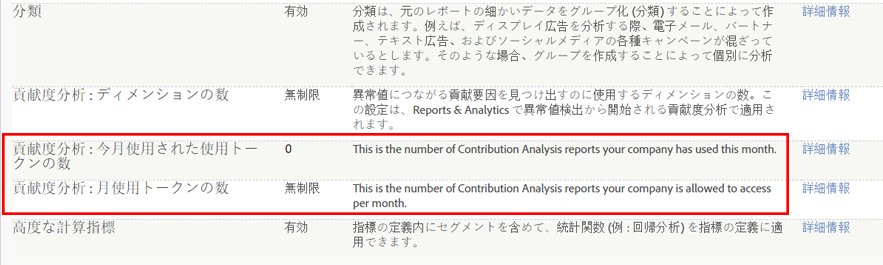 分類 有効 分類は、元のレポートの細かいデータをグループ化 (分類) することによって作 詳細情報
成されます。例えば、ディスプレイ広告を分析する際、電子メール、パートナ
ー、テキスト広告、およびソーシャルメディアの各種キャンペーンが混ざって
いるとします。そのような場合、グループを作成することによって個別に分析
できます。
貢献度分析 : ディメンションの数 無制限 異常値につながる貢献要因を見つけ出すのに使用するディメンションの数。こ 詳細情報
の設定は、Reports & Analytics で異常値検出から開始される貢献度分析で適用さ
れます。
貢献度分析 : 今月使用された使用トー 0 This is the number of Contribution Analysis reports your company has used this month. 詳細情報
クンの数
貢献度分析 : 月使用トークンの数 無制限 This is the number of Contribution Analysis reports your company is allowed to access 詳細情報
per month.
高度な計算指標 有効 指標の定義内にセグメントを含めて、統計関数 (例 : 回帰分析) を指標の定義に適 詳細情報
用できます。